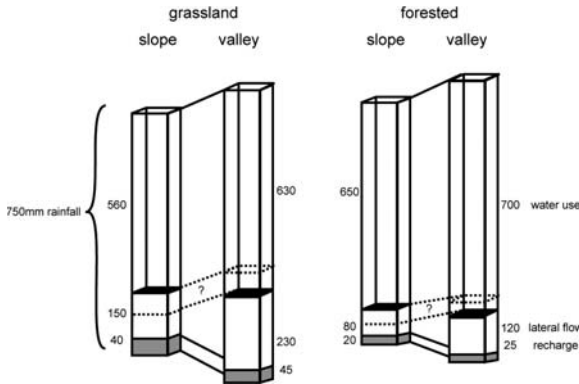 grassland forested
slope valley slope valley
560 630 650 700 water use
750mm rainfall
? ?
150 230 80 120 lateral flow
40 45 20 25 recharge